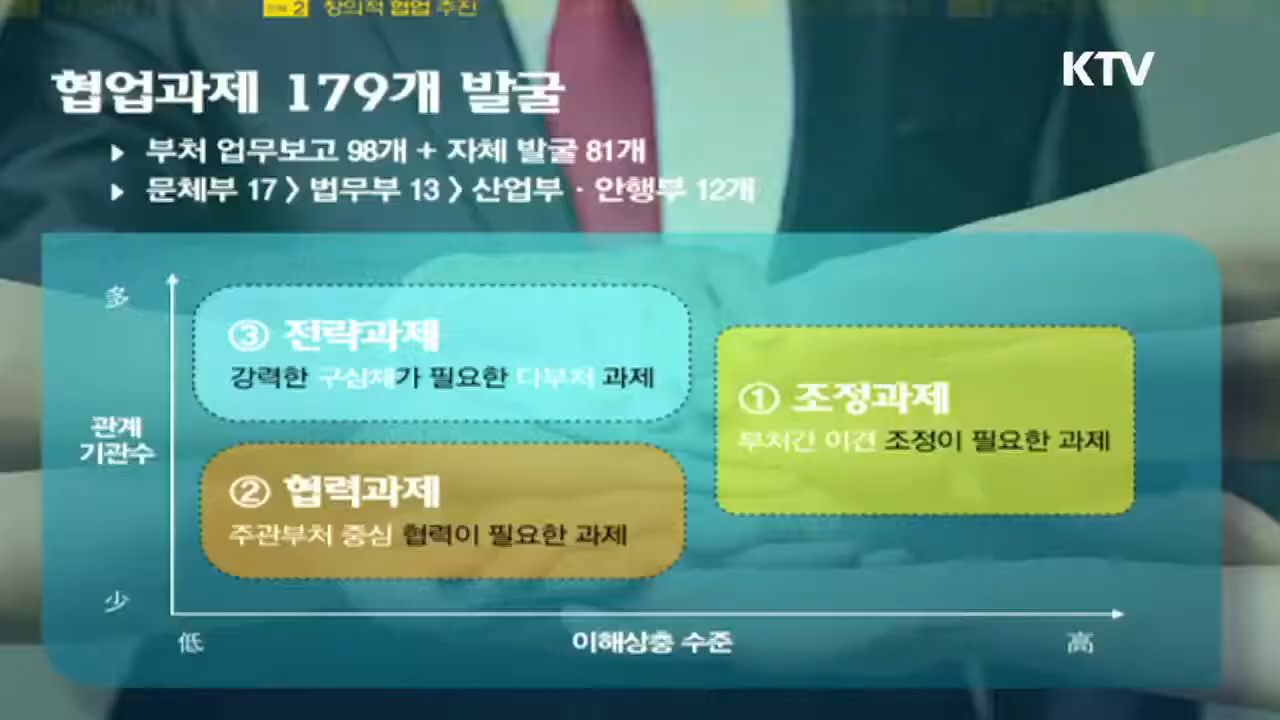 2 창의적 협업 추진
KTV
협업과제 179개 발굴
▶ 부처 업무보고 98개 + 자체 발굴 81개
▶ 문체부 17 > 법무부 13 > 산업부 · 안행부 12개
多
③ 전략과제
강력한 구심체가 필요한 다부처 과제
① 조정과제
부처간 이견 조정이 필요한 과제
관계
기관수
② 협력과제
주관부처 중심 협력이 필요한 과제
少
低
이해상충 수준
高